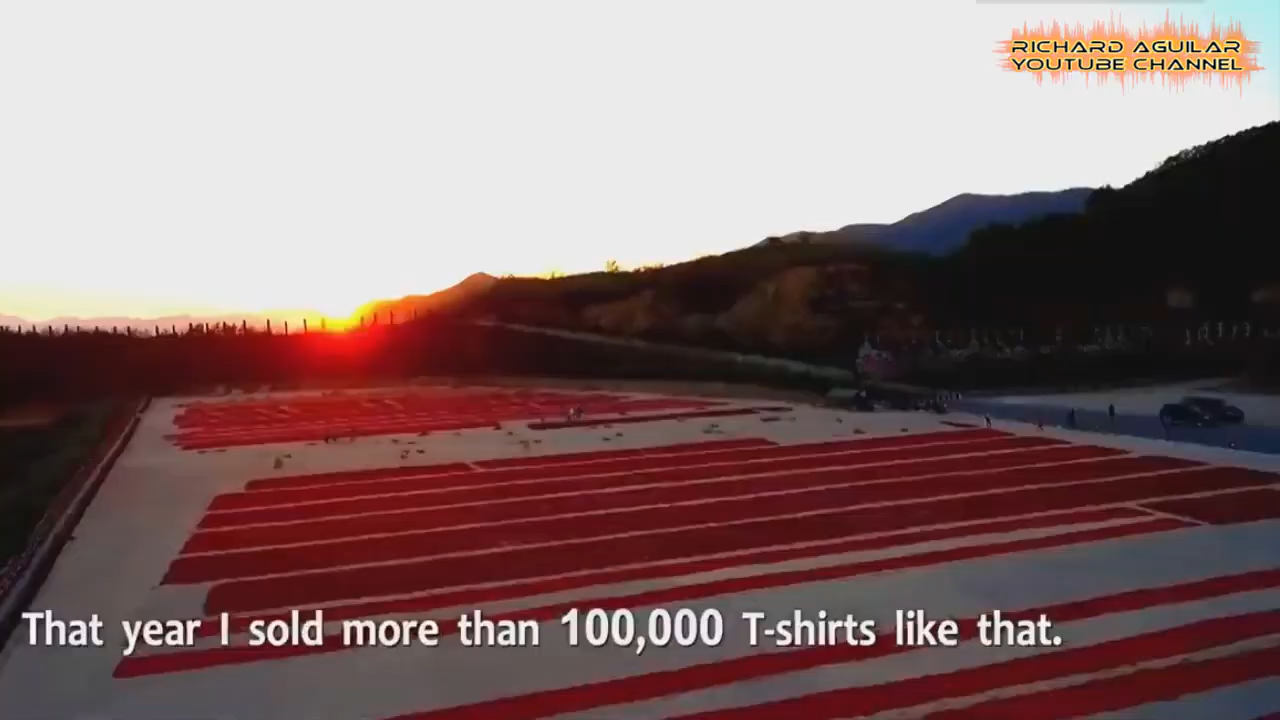 RICHARD AGUILAR
YOUTUBE CHANNEL
That year I sold more than 100,000 T-shirts like that.